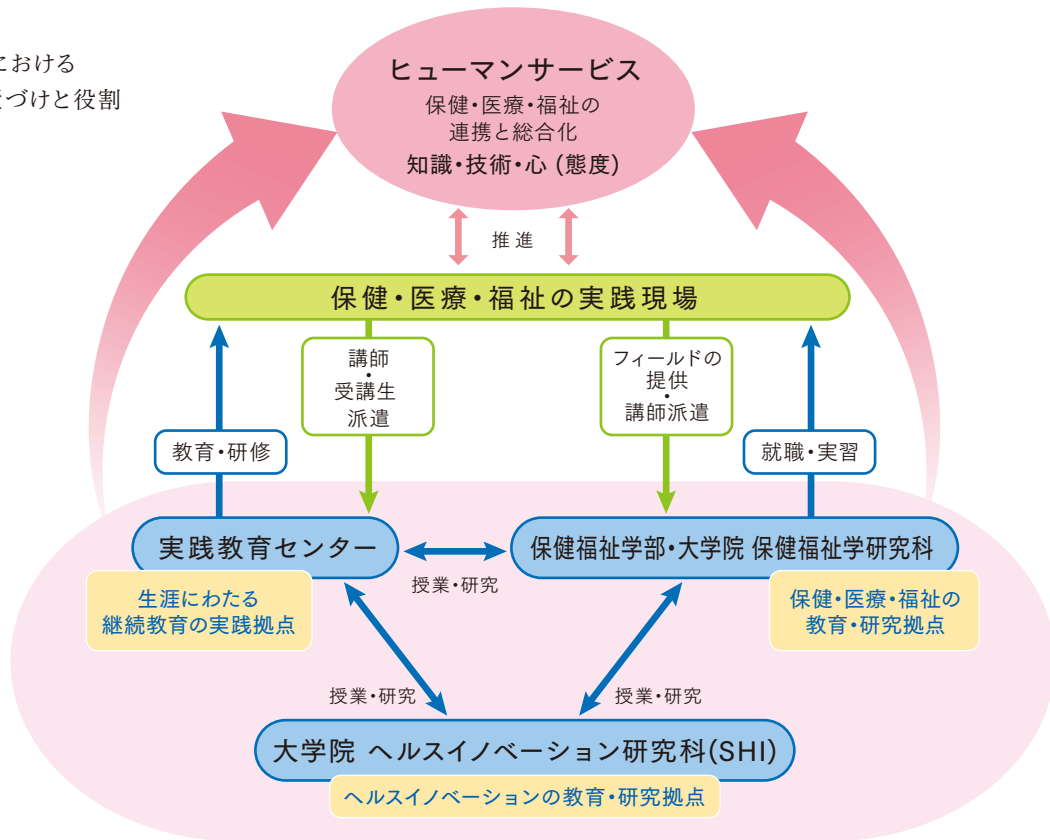 における
づけと役割
ヒューマンサービス
保健・医療・福祉の
連携と総合化
知識・技術・心（態度）
推進
保健・医療・福祉の実践現場
講師
・
受講生
派遣
フィールドの
提供
・
講師派遣
教育・研修
就職・実習
実践教育センター
保健福祉学部・大学院 保健福祉学研究科
授業・研究
生涯にわたる
継続教育の実践拠点
保健・医療・福祉の
教育・研究拠点
授業・研究
授業・研究
大学院 ヘルスイノベーション研究科(SHI)
ヘルスイノベーションの教育・研究拠点